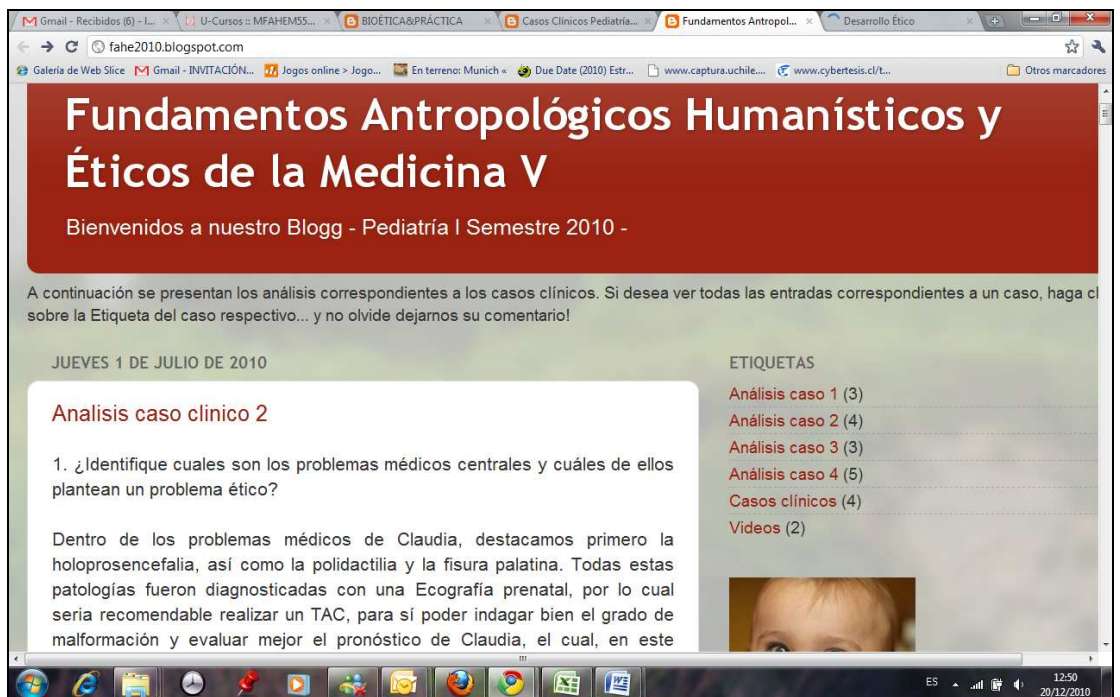 Gmail - Recibidos (6) - l...
U-Cursos :: MFAHEM55...
BIOÉTICA&PRÁCTICA
Casos Clínicos Pediatría...
Fundamentos Antropol...
Desarrollo Ético
fahe2010.blogspot.com
Galería de Web Slice
Gmail - INVITACIÓN...
Jogos online > Jogo...
En terreno: Munich «
Due Date (2010) Estr...
www.captura.uchile....
www.cybertesis.cl/t...
Otros marcadores
Fundamentos Antropológicos Humanísticos y
Éticos de la Medicina V
Bienvenidos a nuestro Blogg - Pediatría I Semestre 2010 -
A continuación se presentan los análisis correspondientes a los casos clínicos. Si desea ver todas las entradas correspondientes a un caso, haga cl
sobre la Etiqueta del caso respectivo... y no olvide dejarnos su comentario!
JUEVES 1 DE JULIO DE 2010
Analisis caso clinico 2
1. ¿Identifique cuales son los problemas médicos centrales y cuáles de ellos
plantean un problema ético?
Dentro de los problemas médicos de Claudia, destacamos primero la
holoprosencefalia, así como la polidactilia y la fisura palatina. Todas estas
patologías fueron diagnosticadas con una Ecografía prenatal, por lo cual
seria recomendable realizar un TAC, para sí poder indagar bien el grado de
malformación y evaluar mejor el pronóstico de Claudia, el cual, en este
ETIQUETAS
Análisis caso 1 (3)
Análisis caso 2 (4)
Análisis caso 3 (3)
Análisis caso 4 (5)
Casos clínicos (4)
Videos (2)
ES
12:50
20/12/2010